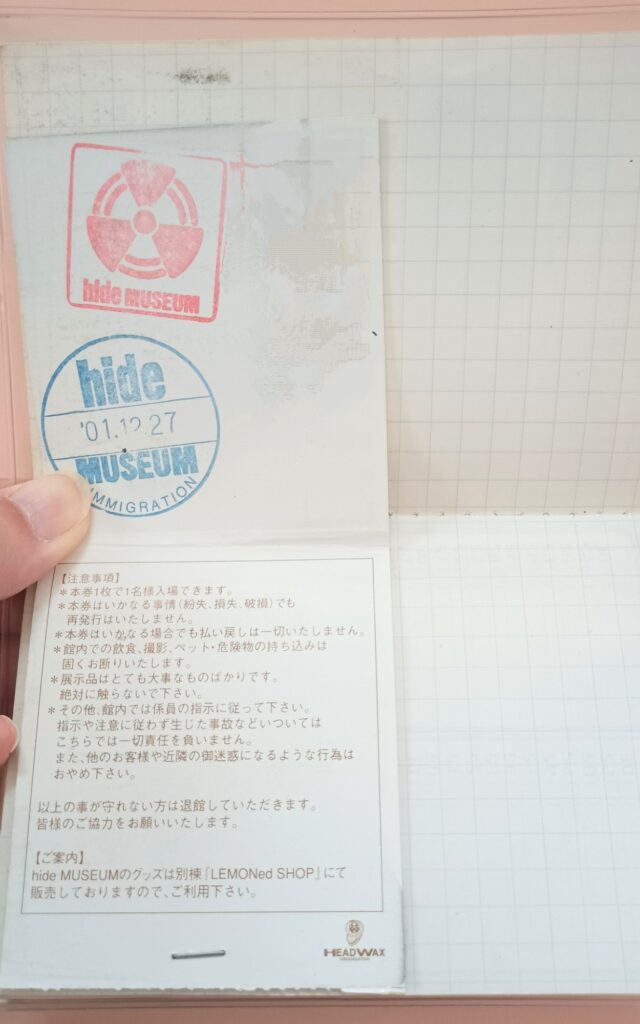 hide MUSEUM
hide
'01.12.27
MUSEUM
IMMIGRATION
【注意事項】
＊本券1枚で1名様入場できます。
＊本券はいかなる事情（紛失、損失、破損）でも
再発行はいたしません。
＊本券はいかなる場合でも払い戻しは一切いたしません。
＊館内での飲食、撮影、ペット・危険物の持ち込みは
固くお断りいたします。
＊展示品はとても大事なものばかりです。
絶対に触らないで下さい。
＊その他、館内では係員の指示に従って下さい。
指示や注意に従わず生じた事故などいついては
こちらでは一切責任を負いません。
また、他のお客様や近隣の御迷惑になるような行為は
おやめ下さい。
以上の事が守れない方は退館していただきます。
皆様のご協力をお願いいたします。
【ご案内】
hide MUSEUMのグッズは別棟『LEMONed SHOP』にて
販売しておりますので、ご利用下さい。
HEADWAX